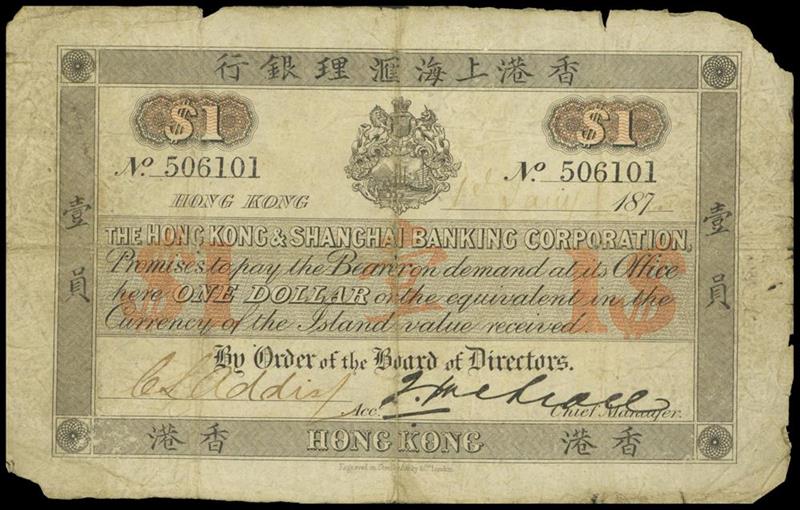 行銀理滙海上港香
$1 $1
No. 506101 No. 506101
HONG KONG 187
壹員
壹員
THE HONG KONG & SHANGHAI BANKING CORPORATION,
Promises to pay the Bearer on demand at its Office
here ONE DOLLAR or the equivalent in the
Currency of the Island value received.
$1 壹 1$
By Order of the Board of Directors.
Acc. Chief Manager.
港香 HONG KONG 港香